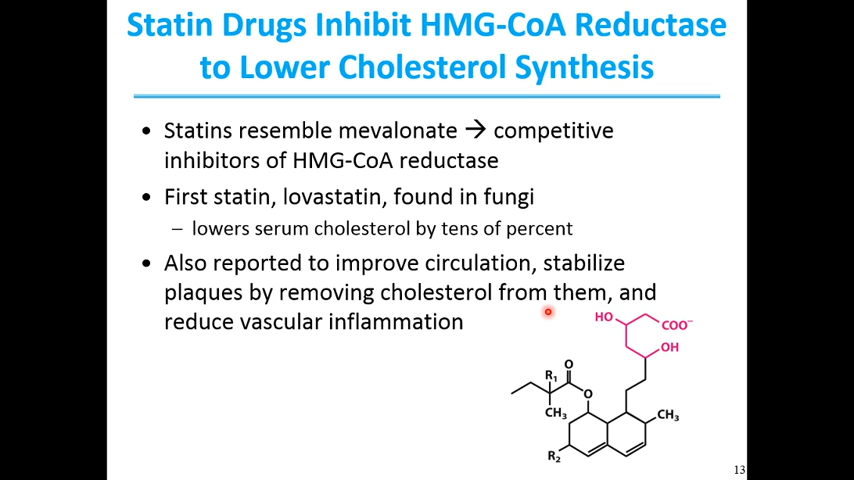 Statin Drugs Inhibit HMG-CoA Reductase
to Lower Cholesterol Synthesis
• Statins resemble mevalonate → competitive
inhibitors of HMG-CoA reductase
• First statin, lovastatin, found in fungi
– lowers serum cholesterol by tens of percent
• Also reported to improve circulation, stabilize
plaques by removing cholesterol from them, and
reduce vascular inflammation
HO
COO⁻
OH
O
R₁
O
CH₃
CH₃
R₂
13